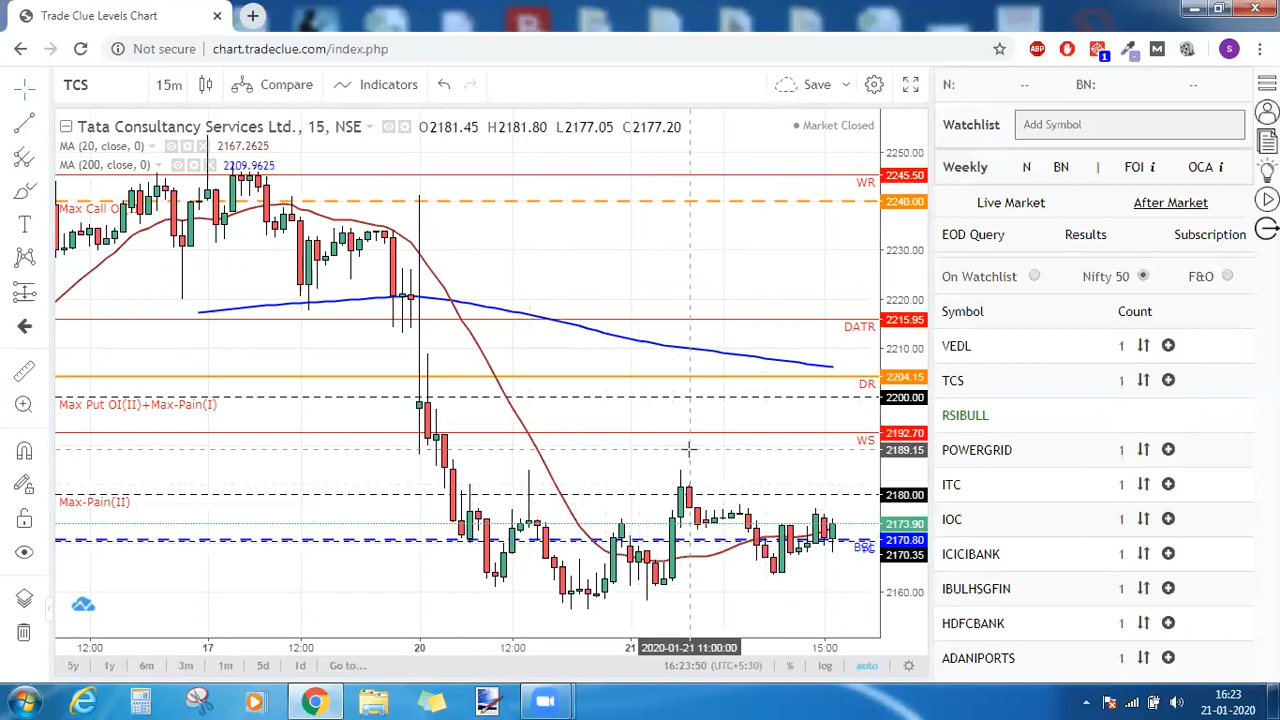 Trade Clue Levels Chart
Not secure | chart.tradeclue.com/index.php
ABP
1
M
S
TCS
15m
Compare
Indicators
Save
N: -- BN: --
Tata Consultancy Services Ltd., 15, NSE
O2181.45 H2181.80 L2177.05 C2177.20
Market Closed
MA (20, close, 0)
2167.2625
MA (200, close, 0)
2209.9625
Watchlist
Add Symbol
Weekly N BN | FOI i OCA i
Live Market After Market
EOD Query Results Subscription
On Watchlist Nifty 50 F&O
Symbol Count
VEDL 1
TCS 1
RSIBULL
POWERGRID 1
ITC 1
IOC 1
ICICIBANK 1
IBULHSGFIN 1
HDFCBANK 1
ADANIPORTS 1
2250.00
2245.50
WR
Max Call OI
2240.00
2230.00
2220.00
2215.95
DATR
2210.00
2204.15
DR
2200.00
Max Put OI(II)+Max-Pain(I)
2192.70
WS
2189.15
2180.00
Max-Pain(II)
2173.90
2170.80
2170.35
2160.00
12:00 17 12:00 20 12:00 21 2020-01-21 11:00:00 15:00
5y 1y 6m 3m 1m 5d 1d Go to...
16:23:50 (UTC+5:30) % log auto
16:23
21-01-2020